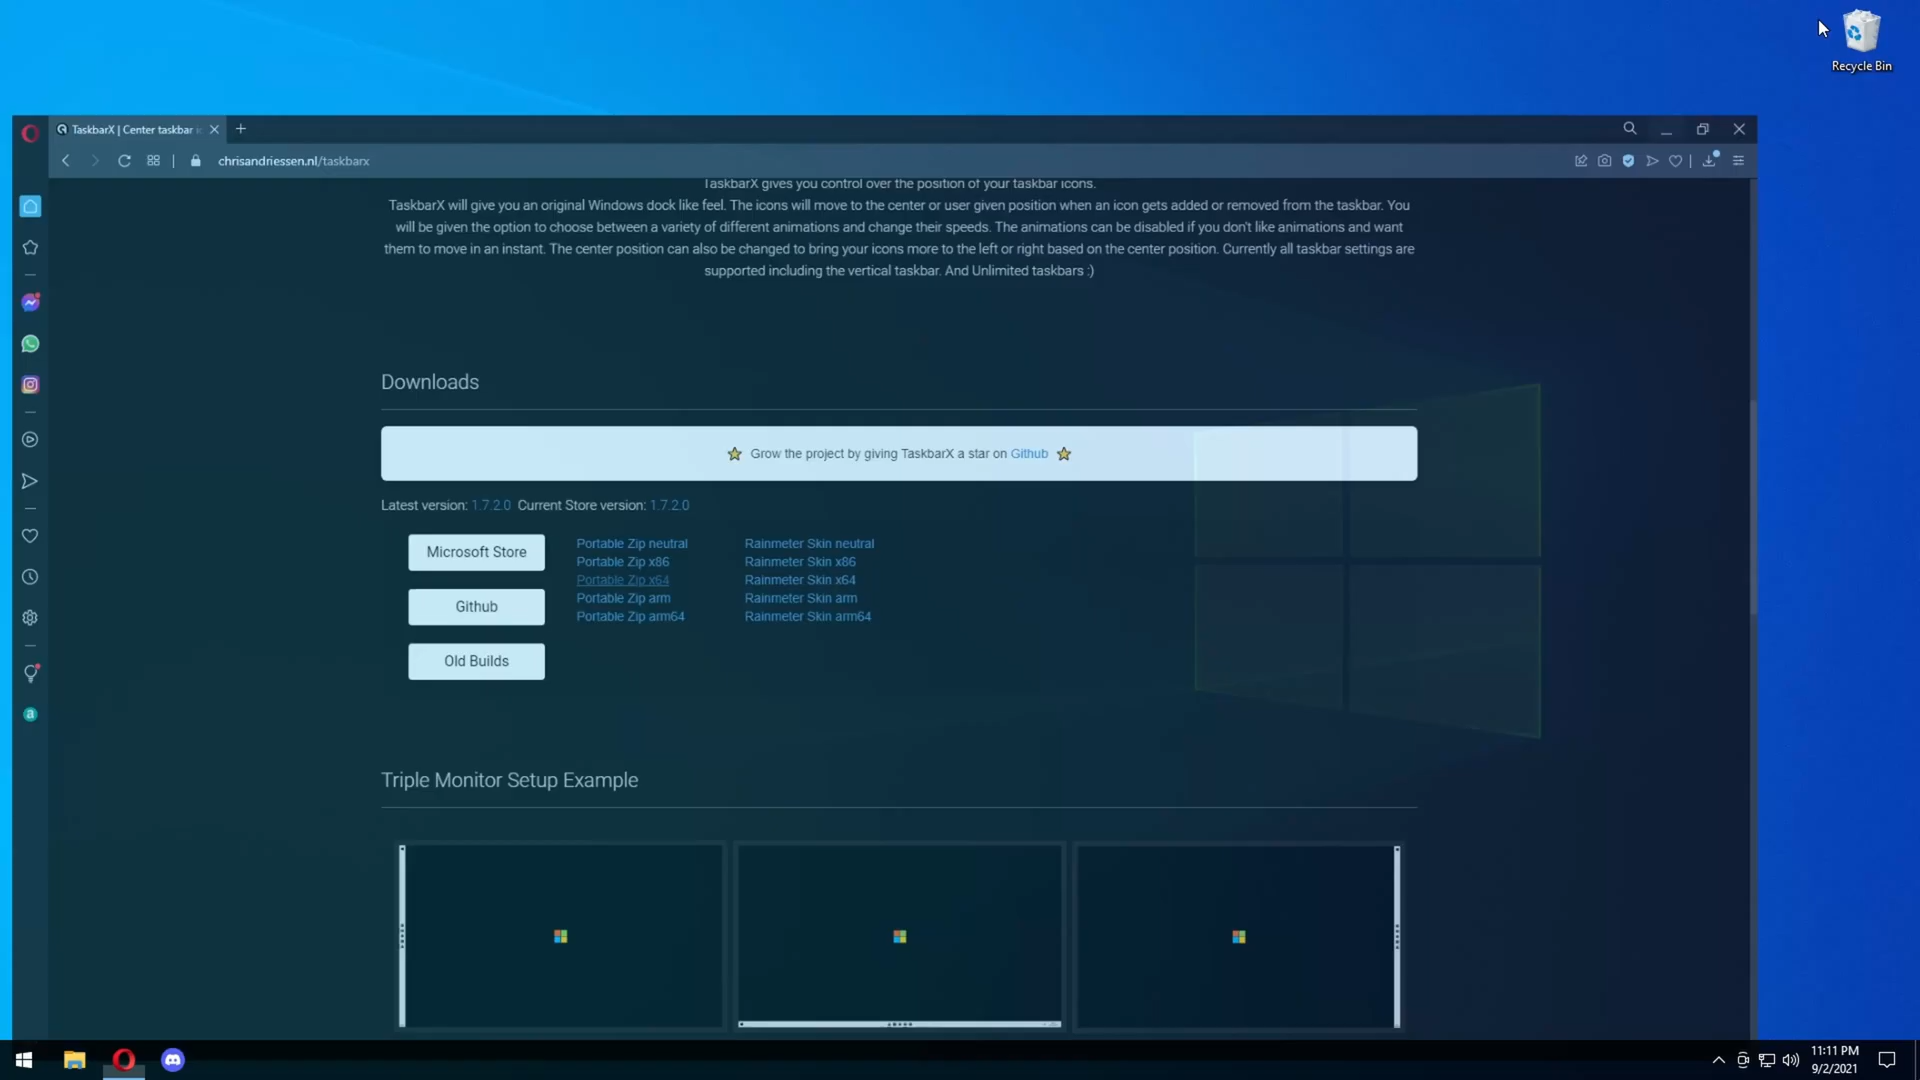 Recycle Bin
TaskbarX | Center taskbar
chrisandriessen.nl/taskbarx
TaskbarX gives you control over the position of your taskbar icons.
TaskbarX will give you an original Windows dock like feel. The icons will move to the center or user given position when an icon gets added or removed from the taskbar. You
will be given the option to choose between a variety of different animations and change their speeds. The animations can be disabled if you don't like animations and want
them to move in an instant. The center position can also be changed to bring your icons more to the left or right based on the center position. Currently all taskbar settings are
supported including the vertical taskbar. And Unlimited taskbars :)
Downloads
Grow the project by giving TaskbarX a star on Github
Latest version: 1.7.2.0 Current Store version: 1.7.2.0
Microsoft Store
Github
Old Builds
Portable Zip neutral
Portable Zip x86
Portable Zip x64
Portable Zip arm
Portable Zip arm64
Rainmeter Skin neutral
Rainmeter Skin x86
Rainmeter Skin x64
Rainmeter Skin arm
Rainmeter Skin arm64
Triple Monitor Setup Example
11:11 PM
9/2/2021